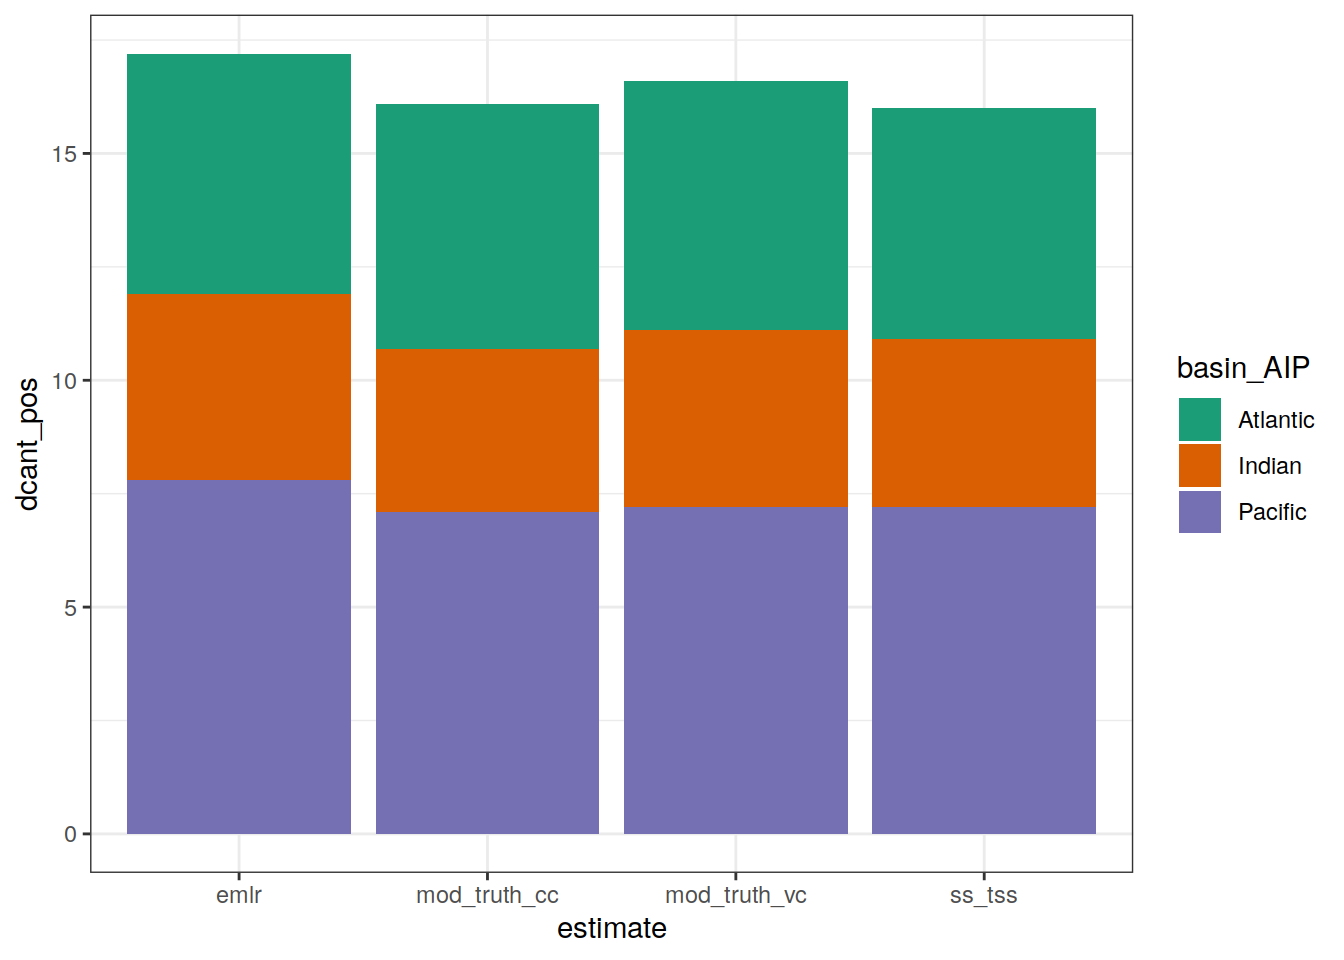 15
10
5
0
dcant_pos
emlr
mod_truth_cc
mod_truth_vc
ss_tss
estimate
basin_AIP
Atlantic
Indian
Pacific